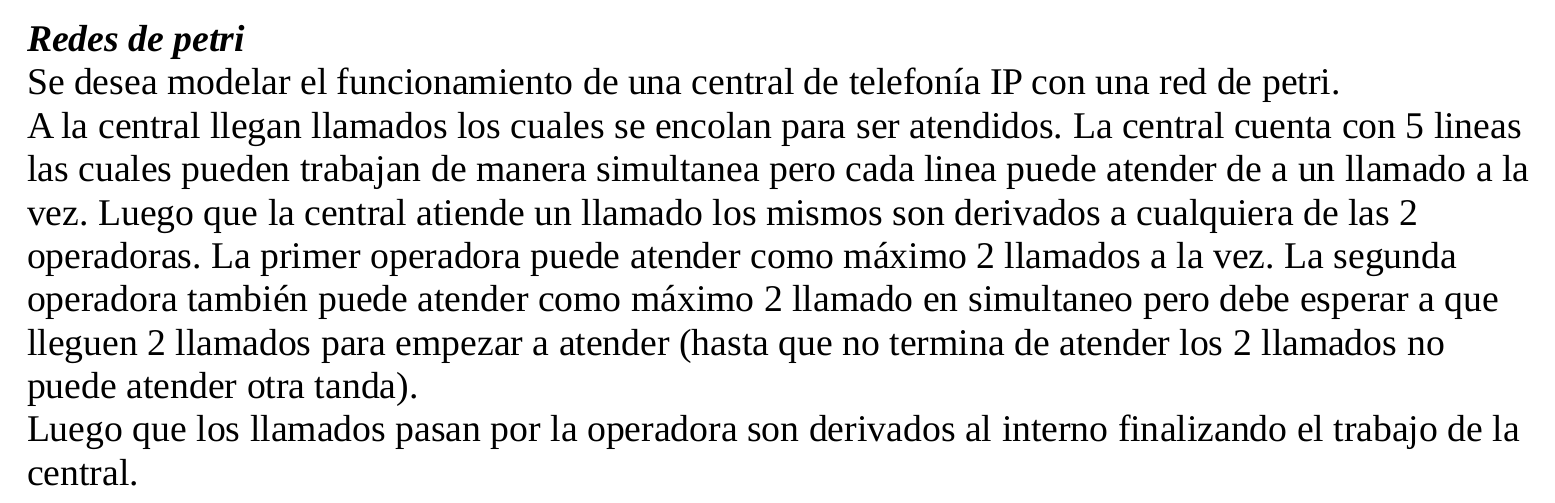 Redes de petri
Se desea modelar el funcionamiento de una central de telefonía IP con una red de petri.
A la central llegan llamados los cuales se encolan para ser atendidos. La central cuenta con 5 lineas
las cuales pueden trabajan de manera simultanea pero cada linea puede atender de a un llamado a la
vez. Luego que la central atiende un llamado los mismos son derivados a cualquiera de las 2
operadoras. La primer operadora puede atender como máximo 2 llamados a la vez. La segunda
operadora también puede atender como máximo 2 llamado en simultaneo pero debe esperar a que
lleguen 2 llamados para empezar a atender (hasta que no termina de atender los 2 llamados no
puede atender otra tanda).
Luego que los llamados pasan por la operadora son derivados al interno finalizando el trabajo de la
central.